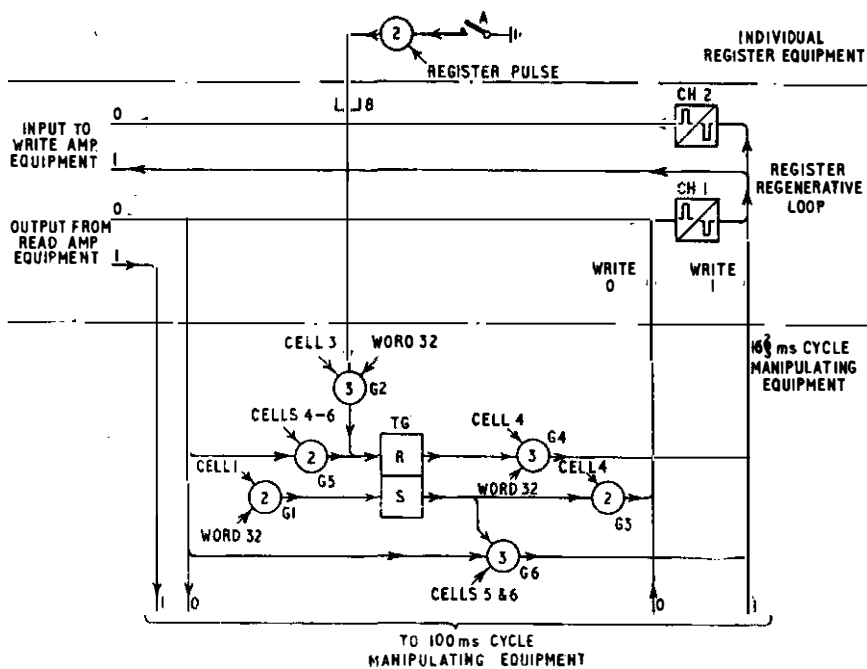 A
2
INDIVIDUAL
REGISTER EQUIPMENT
REGISTER PULSE
CH 2
8
0
INPUT TO
WRITE AMP
EQUIPMENT
1
REGISTER
REGENERATIVE
LOOP
0
CH 1
OUTPUT FROM
READ AMP
EQUIPMENT
1
WRITE
0
WRITE
1
CELL 3
WORD 32
ms CYCLE
MANIPULATING
EQUIPMENT
3
G2
CELLS 4-6
TG
CELL 4
G4
CELL 1
2
R
3
CELL 4
G5
WORD 32
2
S
2
WORD 32
G1
G3
3
G6
CELLS 5 & 6
1
0
0
1
TO 100 ms CYCLE
MANIPULATING EQUIPMENT